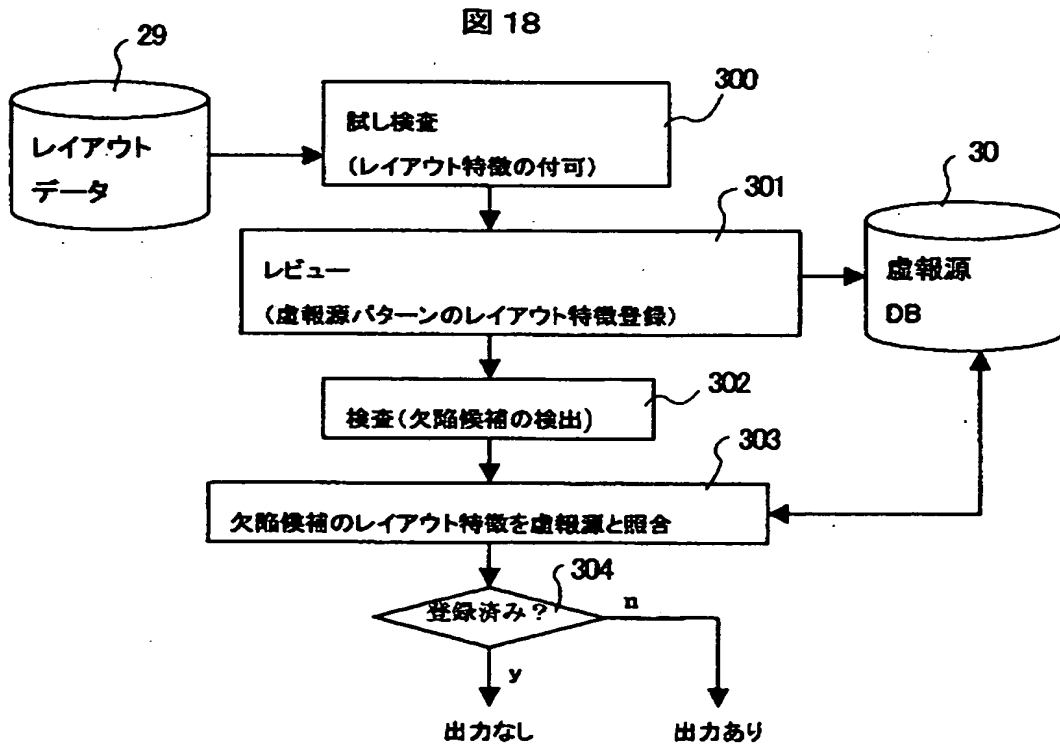 図 18
29
レイアウト
データ
300
試し検査
(レイアウト特徴の付可)
301
レビュー
(虚報源パターンのレイアウト特徴登録)
30
虚報源
DB
302
検査(欠陥候補の検出)
303
欠陥候補のレイアウト特徴を虚報源と照合
304
登録済み?
n
y
出力なし
出力あり